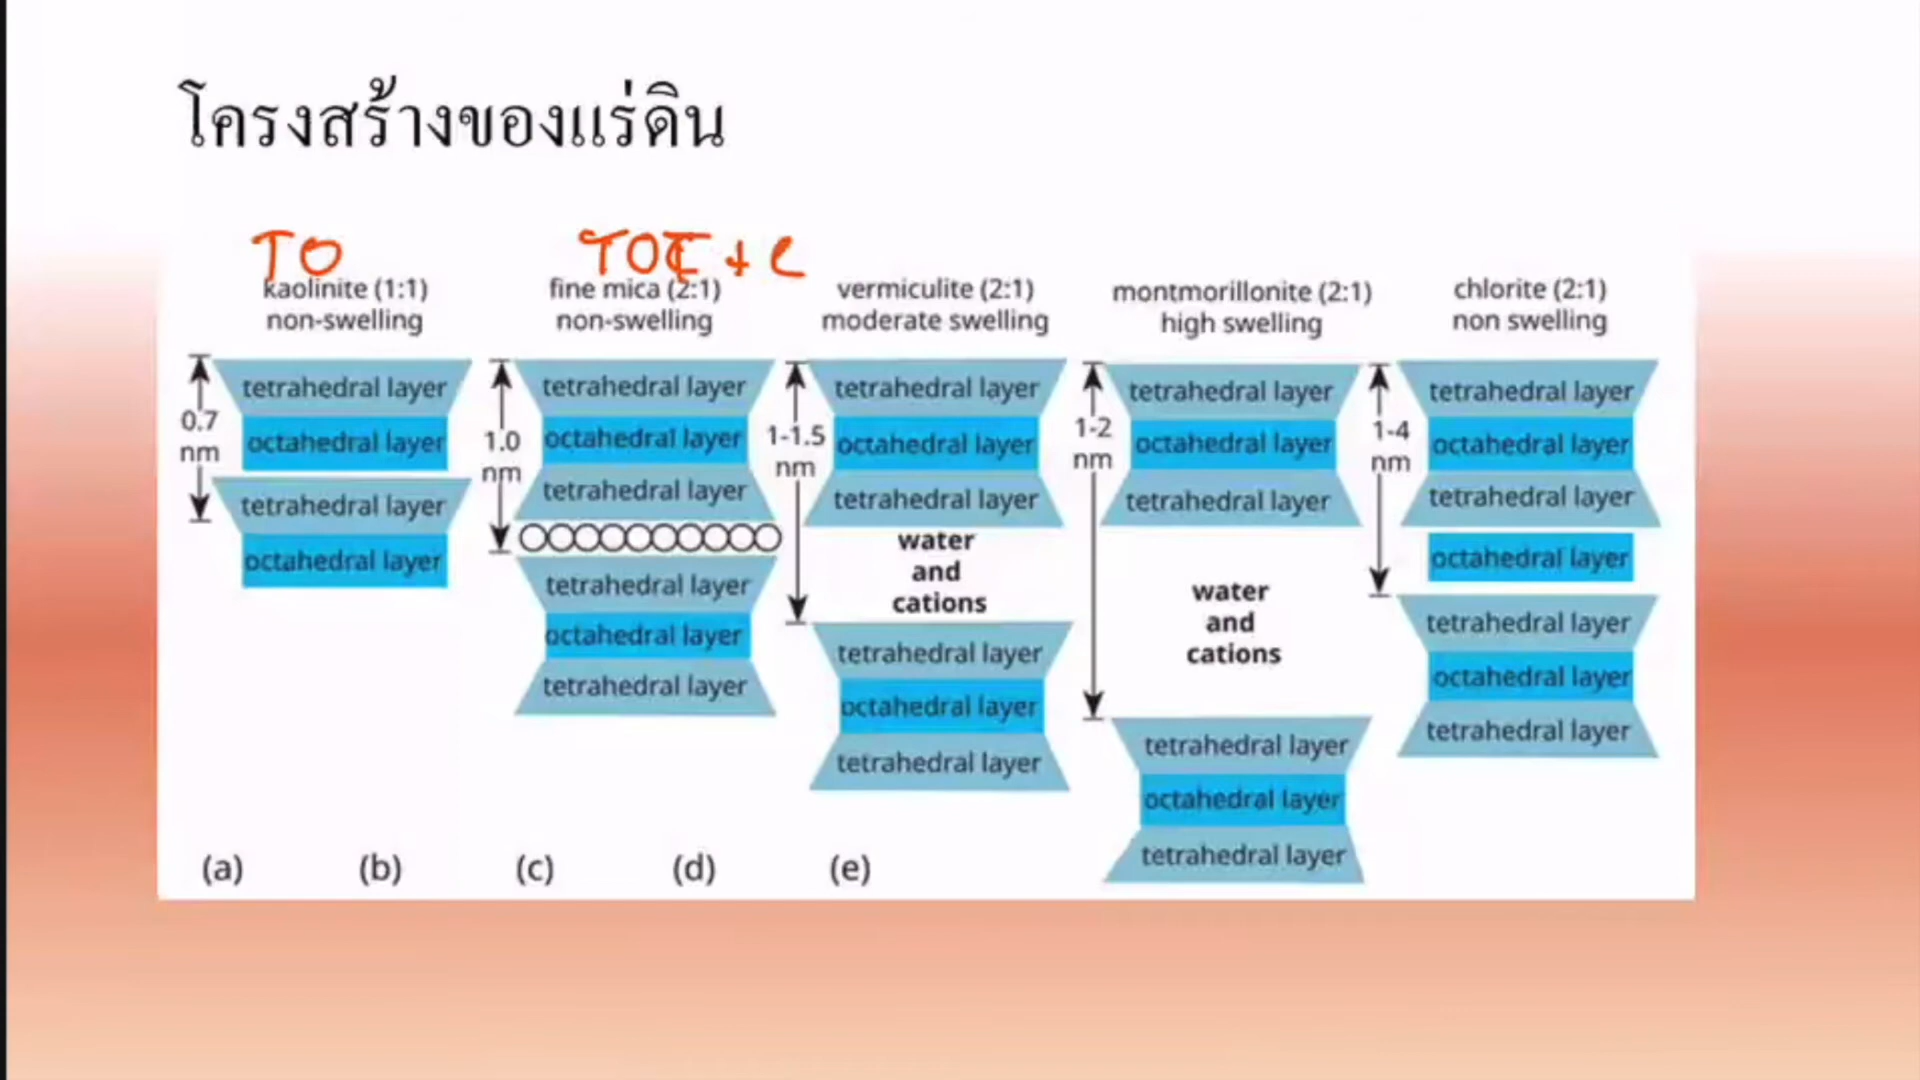 โครงสร้างของแร่ดิน
TO
TOT + C
kaolinite (1:1)
non-swelling
fine mica (2:1)
non-swelling
vermiculite (2:1)
moderate swelling
montmorillonite (2:1)
high swelling
chlorite (2:1)
non swelling
0.7
nm
tetrahedral layer
octahedral layer
tetrahedral layer
octahedral layer
1.0
nm
tetrahedral layer
octahedral layer
tetrahedral layer
tetrahedral layer
octahedral layer
tetrahedral layer
1-1.5
nm
tetrahedral layer
octahedral layer
tetrahedral layer
water
and
cations
tetrahedral layer
octahedral layer
tetrahedral layer
1-2
nm
tetrahedral layer
octahedral layer
tetrahedral layer
water
and
cations
tetrahedral layer
octahedral layer
tetrahedral layer
1-4
nm
tetrahedral layer
octahedral layer
tetrahedral layer
octahedral layer
tetrahedral layer
octahedral layer
tetrahedral layer
(a) (b) (c) (d) (e)